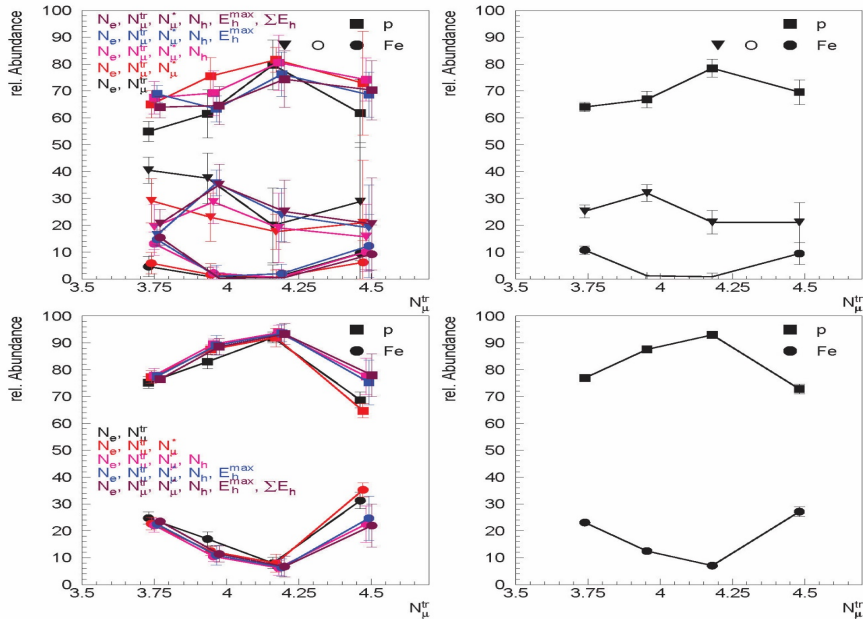 rel. Abundance
100
90
80
70
60
50
40
30
20
10
0
N_e, N_μ^tr, N_μ^*, N_h, E_h^max, ΣE_h
N_e, N_μ^tr, N_μ^*, N_h, E_h^max
N_e, N_μ^tr, N_μ^*, N_h
N_e, N_μ^tr, N_μ^*
N_e, N_μ^tr
p
O Fe
3.5 3.75 4 4.25 4.5
N_μ^tr
rel. Abundance
100
90
80
70
60
50
40
30
20
10
0
p
O Fe
3.5 3.75 4 4.25 4.5
N_μ^tr
rel. Abundance
100
90
80
70
60
50
40
30
20
10
0
p
Fe
N_e, N_μ^tr
N_e, N_μ^tr, N_μ^*
N_e, N_μ^tr, N_μ^*, N_h
N_e, N_μ^tr, N_μ^*, N_h, E_h^max
N_e, N_μ^tr, N_μ^*, N_h, E_h^max, ΣE_h
3.5 3.75 4 4.25 4.5
N_μ^tr
rel. Abundance
100
90
80
70
60
50
40
30
20
10
0
p
Fe
3.5 3.75 4 4.25 4.5
N_μ^tr